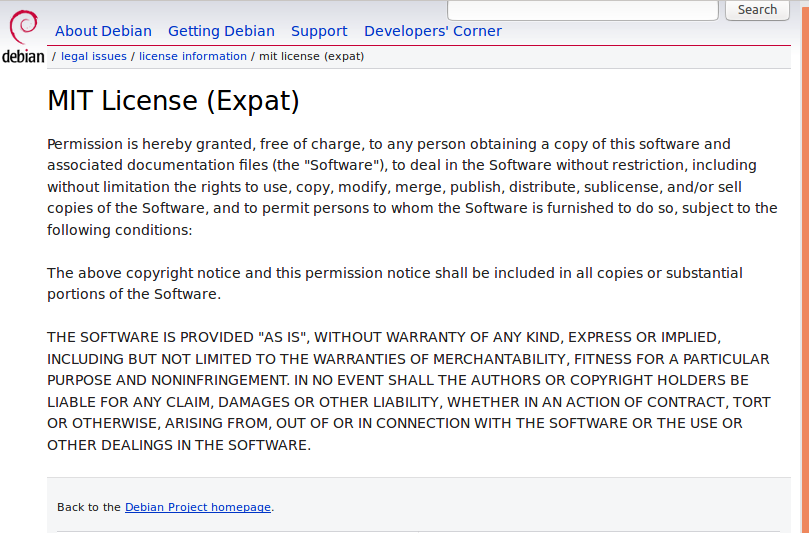 Search
About Debian Getting Debian Support Developers' Corner
debian / legal issues / license information / mit license (expat)
MIT License (Expat)
Permission is hereby granted, free of charge, to any person obtaining a copy of this software and
associated documentation files (the "Software"), to deal in the Software without restriction, including
without limitation the rights to use, copy, modify, merge, publish, distribute, sublicense, and/or sell
copies of the Software, and to permit persons to whom the Software is furnished to do so, subject to the
following conditions:
The above copyright notice and this permission notice shall be included in all copies or substantial
portions of the Software.
THE SOFTWARE IS PROVIDED "AS IS", WITHOUT WARRANTY OF ANY KIND, EXPRESS OR IMPLIED,
INCLUDING BUT NOT LIMITED TO THE WARRANTIES OF MERCHANTABILITY, FITNESS FOR A PARTICULAR
PURPOSE AND NONINFRINGEMENT. IN NO EVENT SHALL THE AUTHORS OR COPYRIGHT HOLDERS BE
LIABLE FOR ANY CLAIM, DAMAGES OR OTHER LIABILITY, WHETHER IN AN ACTION OF CONTRACT, TORT
OR OTHERWISE, ARISING FROM, OUT OF OR IN CONNECTION WITH THE SOFTWARE OR THE USE OR
OTHER DEALINGS IN THE SOFTWARE.
Back to the Debian Project homepage.